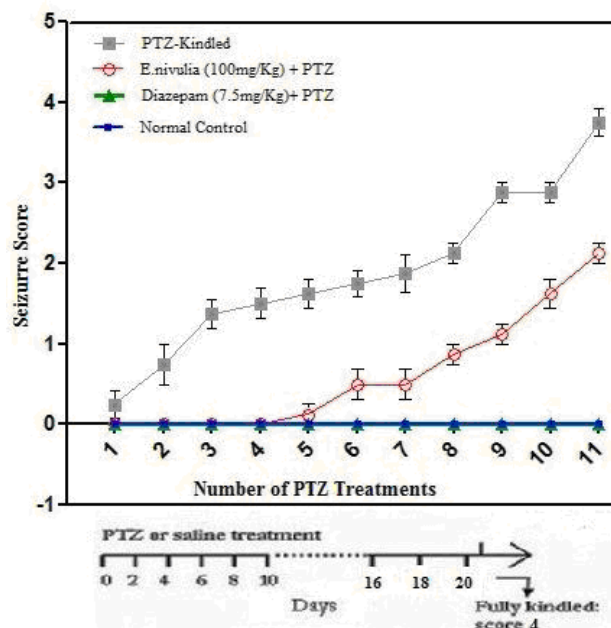 5
PTZ-Kindled
E.nivulia (100mg/Kg) + PTZ
Diazepam (7.5mg/Kg)+ PTZ
Normal Control
4
3
2
1
0
-1
Seizurre Score
1 2 3 4 5 6 7 8 9 10 11
Number of PTZ Treatments
PTZ or saline treatment
0 2 4 6 8 10 16 18 20
Days
Fully kindled:
score 4